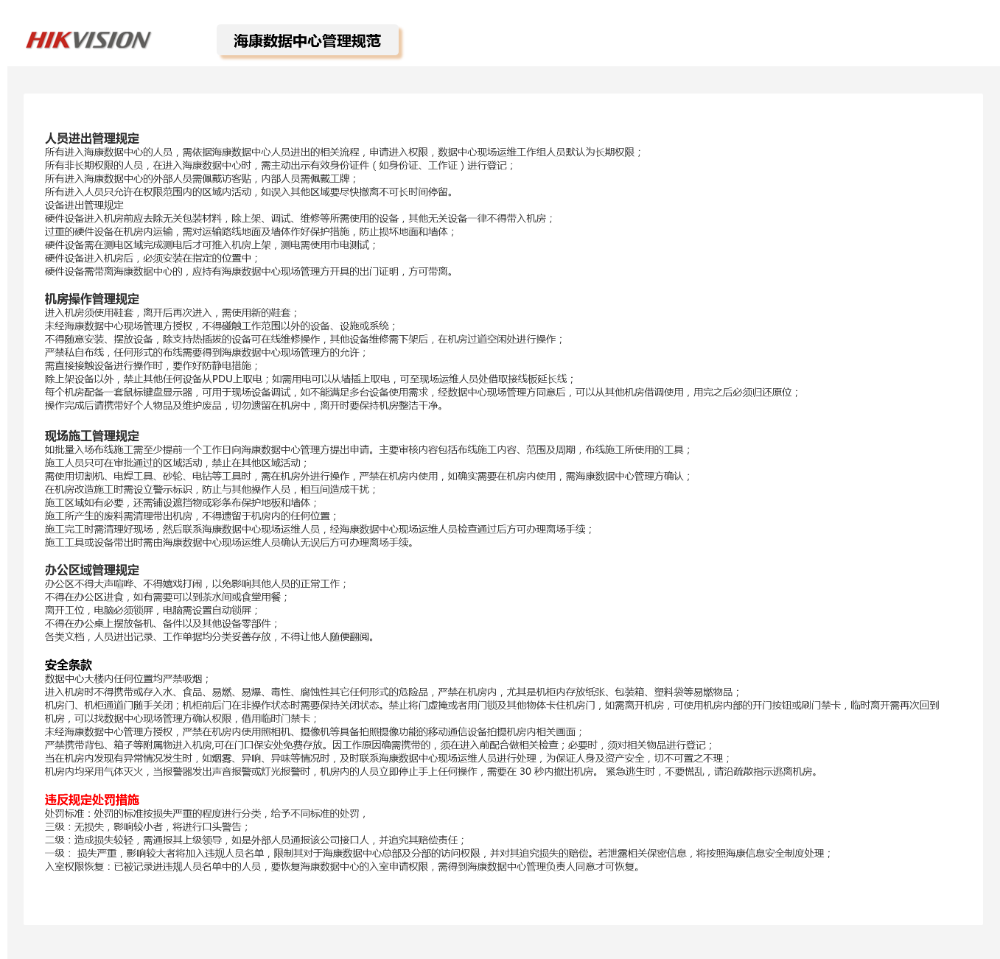 HIKVISION
海康数据中心管理规范
人员进出管理规定
所有进入海康数据中心的人员，需依据海康数据中心人员进出的相关流程，申请进入权限，数据中心现场运维工作组人员默认为长期权限；
所有非长期权限的人员，在进入海康数据中心时，需主动出示有效身份证件（如身份证、工作证）进行登记；
所有进入海康数据中心的外部人员需佩戴访客贴，内部人员需佩戴工牌；
所有进入人员只允许在权限范围内的区域内活动，如误入其他区域要尽快撤离不可长时间停留。
设备进出管理规定
硬件设备进入机房前应去除无关包装材料，除上架、调试、维修等所需使用的设备，其他无关设备一律不得带入机房；
过重的硬件设备在机房内运输，需对运输路线地面及墙体作好保护措施，防止损坏地面和墙体；
硬件设备需在测电区域完成测电后才可推入机房上架，测电需使用市电测试；
硬件设备进入机房后，必须安装在指定的位置中；
硬件设备需带离海康数据中心的，应持有海康数据中心现场管理方开具的出门证明，方可带离。
机房操作管理规定
进入机房须使用鞋套，离开后再次进入，需使用新的鞋套；
未经海康数据中心现场管理方授权，不得碰触工作范围以外的设备、设施或系统；
不得随意安装、摆放设备，除支持热插拔的设备可在线维修操作，其他设备维修需下架后，在机房过道空闲处进行操作；
严禁私自布线，任何形式的布线需要得到海康数据中心现场管理方的允许；
需直接接触设备进行操作时，要作好防静电措施；
除上架设备以外，禁止其他任何设备从PDU上取电；如需用电可以从墙插上取电，可至现场运维人员处借取接线板延长线；
每个机房配备一套鼠标键盘显示器，可用于现场设备调试，如不能满足多台设备使用需求，经数据中心现场管理方同意后，可以从其他机房借调使用，用完之后必须归还原位；
操作完成后请携带好个人物品及维护废品，切勿遗留在机房中，离开时要保持机房整洁干净。
现场施工管理规定
如批量入场布线施工需至少提前一个工作日向海康数据中心管理方提出申请。主要审核内容包括布线施工内容、范围及周期，布线施工所使用的工具；
施工人员只可在审批通过的区域活动，禁止在其他区域活动；
需使用切割机、电焊工具、砂轮、电钻等工具时，需在机房外进行操作，严禁在机房内使用，如确实需要在机房内使用，需海康数据中心管理方确认；
在机房改造施工时需设立警示标识，防止与其他操作人员，相互间造成干扰；
施工区域如有必要，还需铺设遮挡物或彩条布保护地板和墙体；
施工所产生的废料需清理带出机房，不得遗留于机房内的任何位置；
施工完工时需清理好现场，然后联系海康数据中心现场运维人员，经海康数据中心现场运维人员检查通过后方可办理离场手续；
施工工具或设备带出时需由海康数据中心现场运维人员确认无误后方可办理离场手续。
办公区域管理规定
办公区不得大声喧哗、不得嬉戏打闹，以免影响其他人员的正常工作；
不得在办公区进食，如有需要可以到茶水间或食堂用餐；
离开工位，电脑必须锁屏，电脑需设置自动锁屏；
不得在办公桌上摆放备机、备件以及其他设备零部件；
各类文档，人员进出记录、工作单据均分类妥善存放，不得让他人随便翻阅。
安全条款
数据中心大楼内任何位置均严禁吸烟；
进入机房时不得携带或存入水、食品、易燃、易爆、毒性、腐蚀性其它任何形式的危险品，严禁在机房内，尤其是机柜内存放纸张、包装箱、塑料袋等易燃物品；
机房门、机柜通道门随手关闭；机柜前后门在非操作状态时需要保持关闭状态。禁止将门虚掩或者用门锁及其他物体卡住机房门，如需离开机房，可使用机房内部的开门按钮或刷门禁卡，临时离开需再次回到
机房，可以找数据中心现场管理方确认权限，借用临时门禁卡；
未经海康数据中心管理方授权，严禁在机房内使用照相机、摄像机等具备拍照摄像功能的移动通信设备拍摄机房内相关画面；
严禁携带背包、箱子等附属物进入机房,可在门口保安处免费存放。因工作原因确需携带的，须在进入前配合做相关检查；必要时，须对相关物品进行登记；
当在机房内发现有异常情况发生时，如烟雾、异响、异味等情况时，及时联系海康数据中心现场运维人员进行处理，为保证人身及资产安全，切不可置之不理；
机房内均采用气体灭火，当报警器发出声音报警或灯光报警时，机房内的人员立即停止手上任何操作，需要在 30 秒内撤出机房。 紧急逃生时，不要慌乱，请沿疏散指示逃离机房。
违反规定处罚措施
处罚标准：处罚的标准按损失严重的程度进行分类，给予不同标准的处罚，
三级：无损失，影响较小者，将进行口头警告；
二级：造成损失较轻，需通报其上级领导，如是外部人员通报该公司接口人，并追究其赔偿责任；
一级： 损失严重，影响较大者将加入违规人员名单，限制其对于海康数据中心总部及分部的访问权限，并对其追究损失的赔偿。若泄露相关保密信息，将按照海康信息安全制度处理；
入室权限恢复：已被记录进违规人员名单中的人员，要恢复海康数据中心的入室申请权限，需得到海康数据中心管理负责人同意才可恢复。